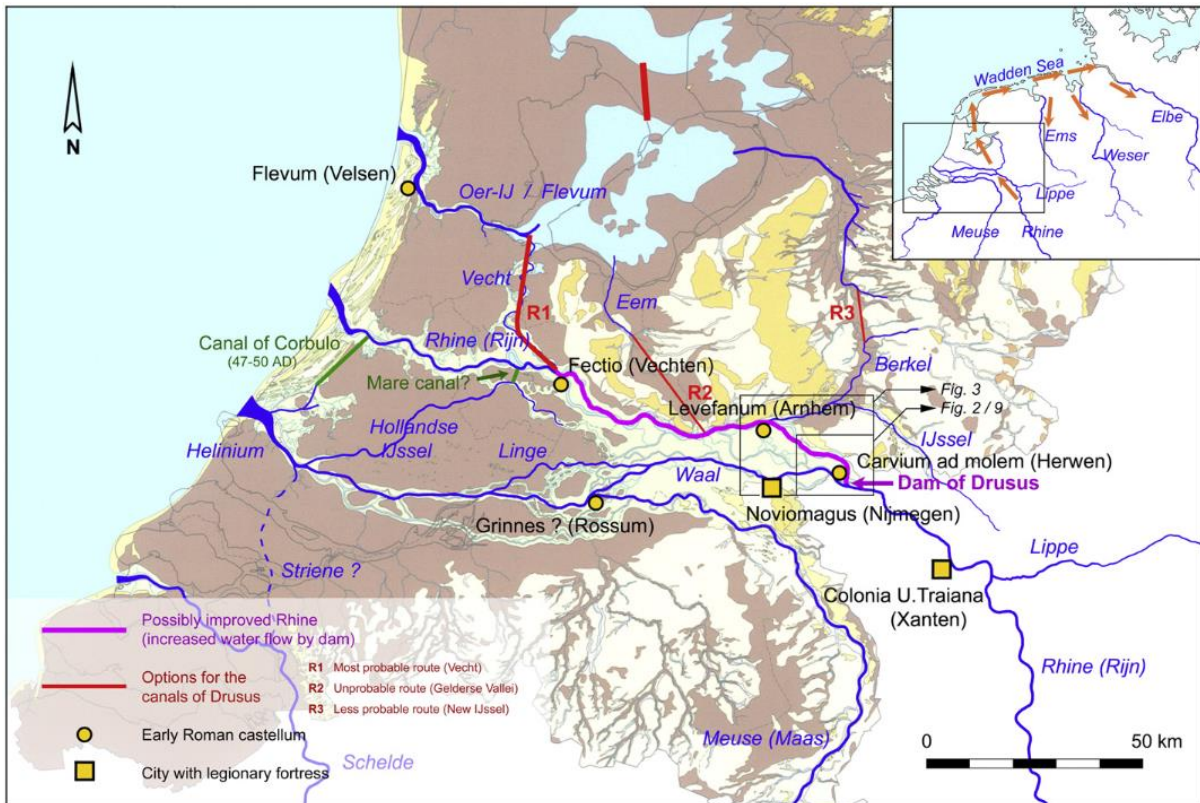 Wadden Sea
Elbe
Ems
Weser
Lippe
Meuse
Rhine
N
Flevum (Velsen)
Oer-IJ / Flevum
Vecht
Eem
R1
R3
Canal of Corbulo
(47-50 AD)
Rhine (Rijn)
Mare canal?
Fectio (Vechten)
Berkel
R2
Fig. 3
Fig. 2 / 9
Levefanum (Arnhem)
Helinium
Hollandse
IJssel
Linge
IJssel
Waal
Carvium ad molem (Herwen)
Dam of Drusus
Noviomagus (Nijmegen)
Grinnes ? (Rossum)
Lippe
Striene ?
Colonia U.Traiana
(Xanten)
Rhine (Rijn)
Meuse (Maas)
Schelde
Possibly improved Rhine
(increased water flow by dam)
Options for the
canals of Drusus
R1 Most probable route (Vecht)
R2 Unprobable route (Gelderse Vallei)
R3 Less probable route (New IJssel)
Early Roman castellum
City with legionary fortress
0 50 km